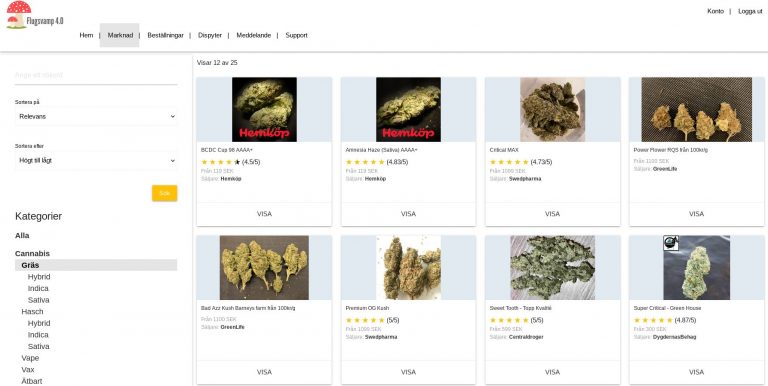 Flugsvamp 4.0
Konto | Logga ut
Hem | Marknad | Beställningar | Dispyter | Meddelande | Support
Ange ett sökord
Sortera på
Relevans
Sortera efter
Högt till lågt
Sök
Kategorier
Alla
Cannabis
Gräs
Hybrid
Indica
Sativa
Hasch
Hybrid
Indica
Sativa
Vape
Vax
Ätbart
Visar 12 av 25
Hemköp
BCDC Cup 98 AAAA+
(4.5/5)
Från 119 SEK
Säljare: Hemköp
VISA
Hemköp
Amnesia Haze (Sativa) AAAA+
(4.83/5)
Från 119 SEK
Säljare: Hemköp
VISA
Critical MAX
(4.73/5)
Från 1099 SEK
Säljare: Swedpharma
VISA
Power Flower RQS från 100kr/g
Från 1100 SEK
Säljare: GreenLife
VISA
Bad Azz Kush Barneys farm från 100kr/g
Från 1100 SEK
Säljare: GreenLife
VISA
Premium OG Kush
(5/5)
Från 1099 SEK
Säljare: Swedpharma
VISA
Sweet Tooth - Topp Kvalité
(5/5)
Från 599 SEK
Säljare: Centraldroger
VISA
Super Critical - Green House
(4.87/5)
Från 300 SEK
Säljare: DygdernasBehag
VISA